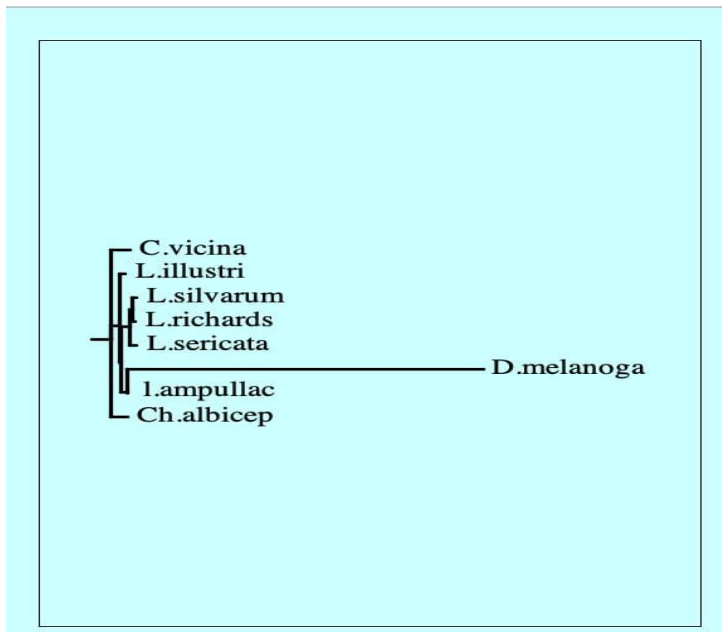 C.vicina
L.illustri
L.silvarum
L.richards
L.sericata
D.melanoga
l.ampullac
Ch.albicep